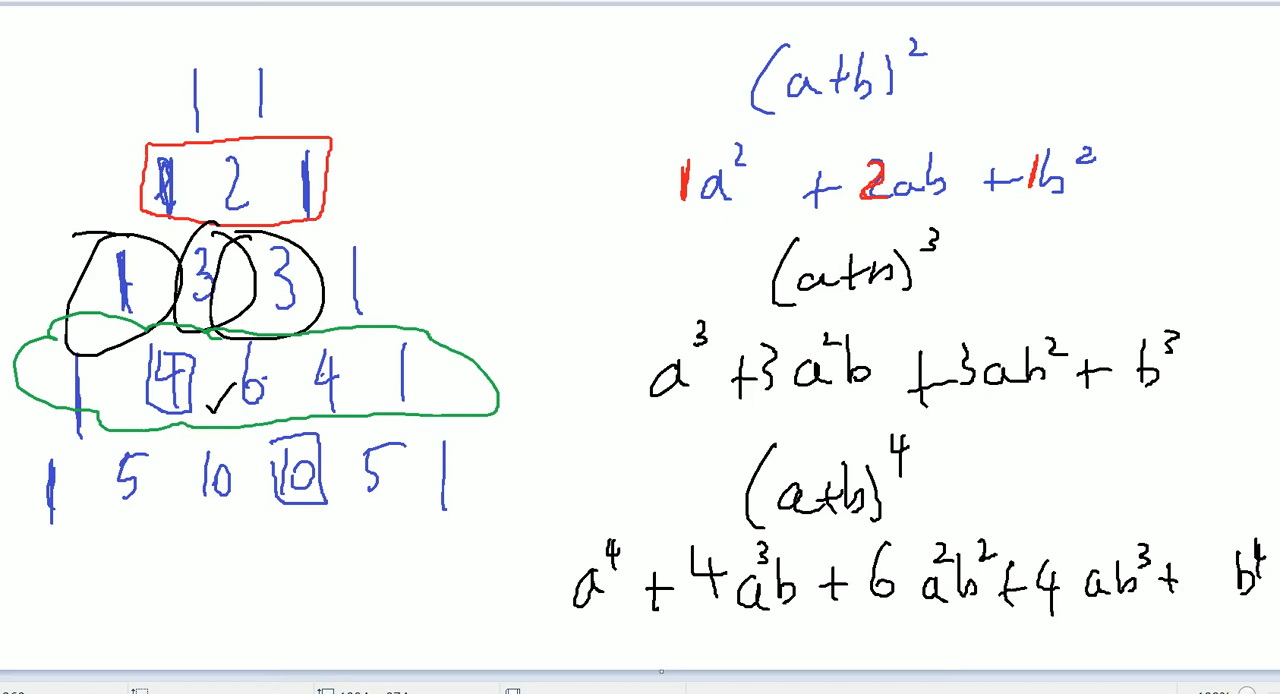 1 1
1 2 1
1 3 3 1
1 4 6 4 1
1 5 10 10 5 1
(a+b)²
1a² + 2ab + 1b²
(a+b)³
a³ + 3a²b + 3ab² + b³
(a+b)⁴
a⁴ + 4a³b + 6a²b² + 4ab³ + b⁴